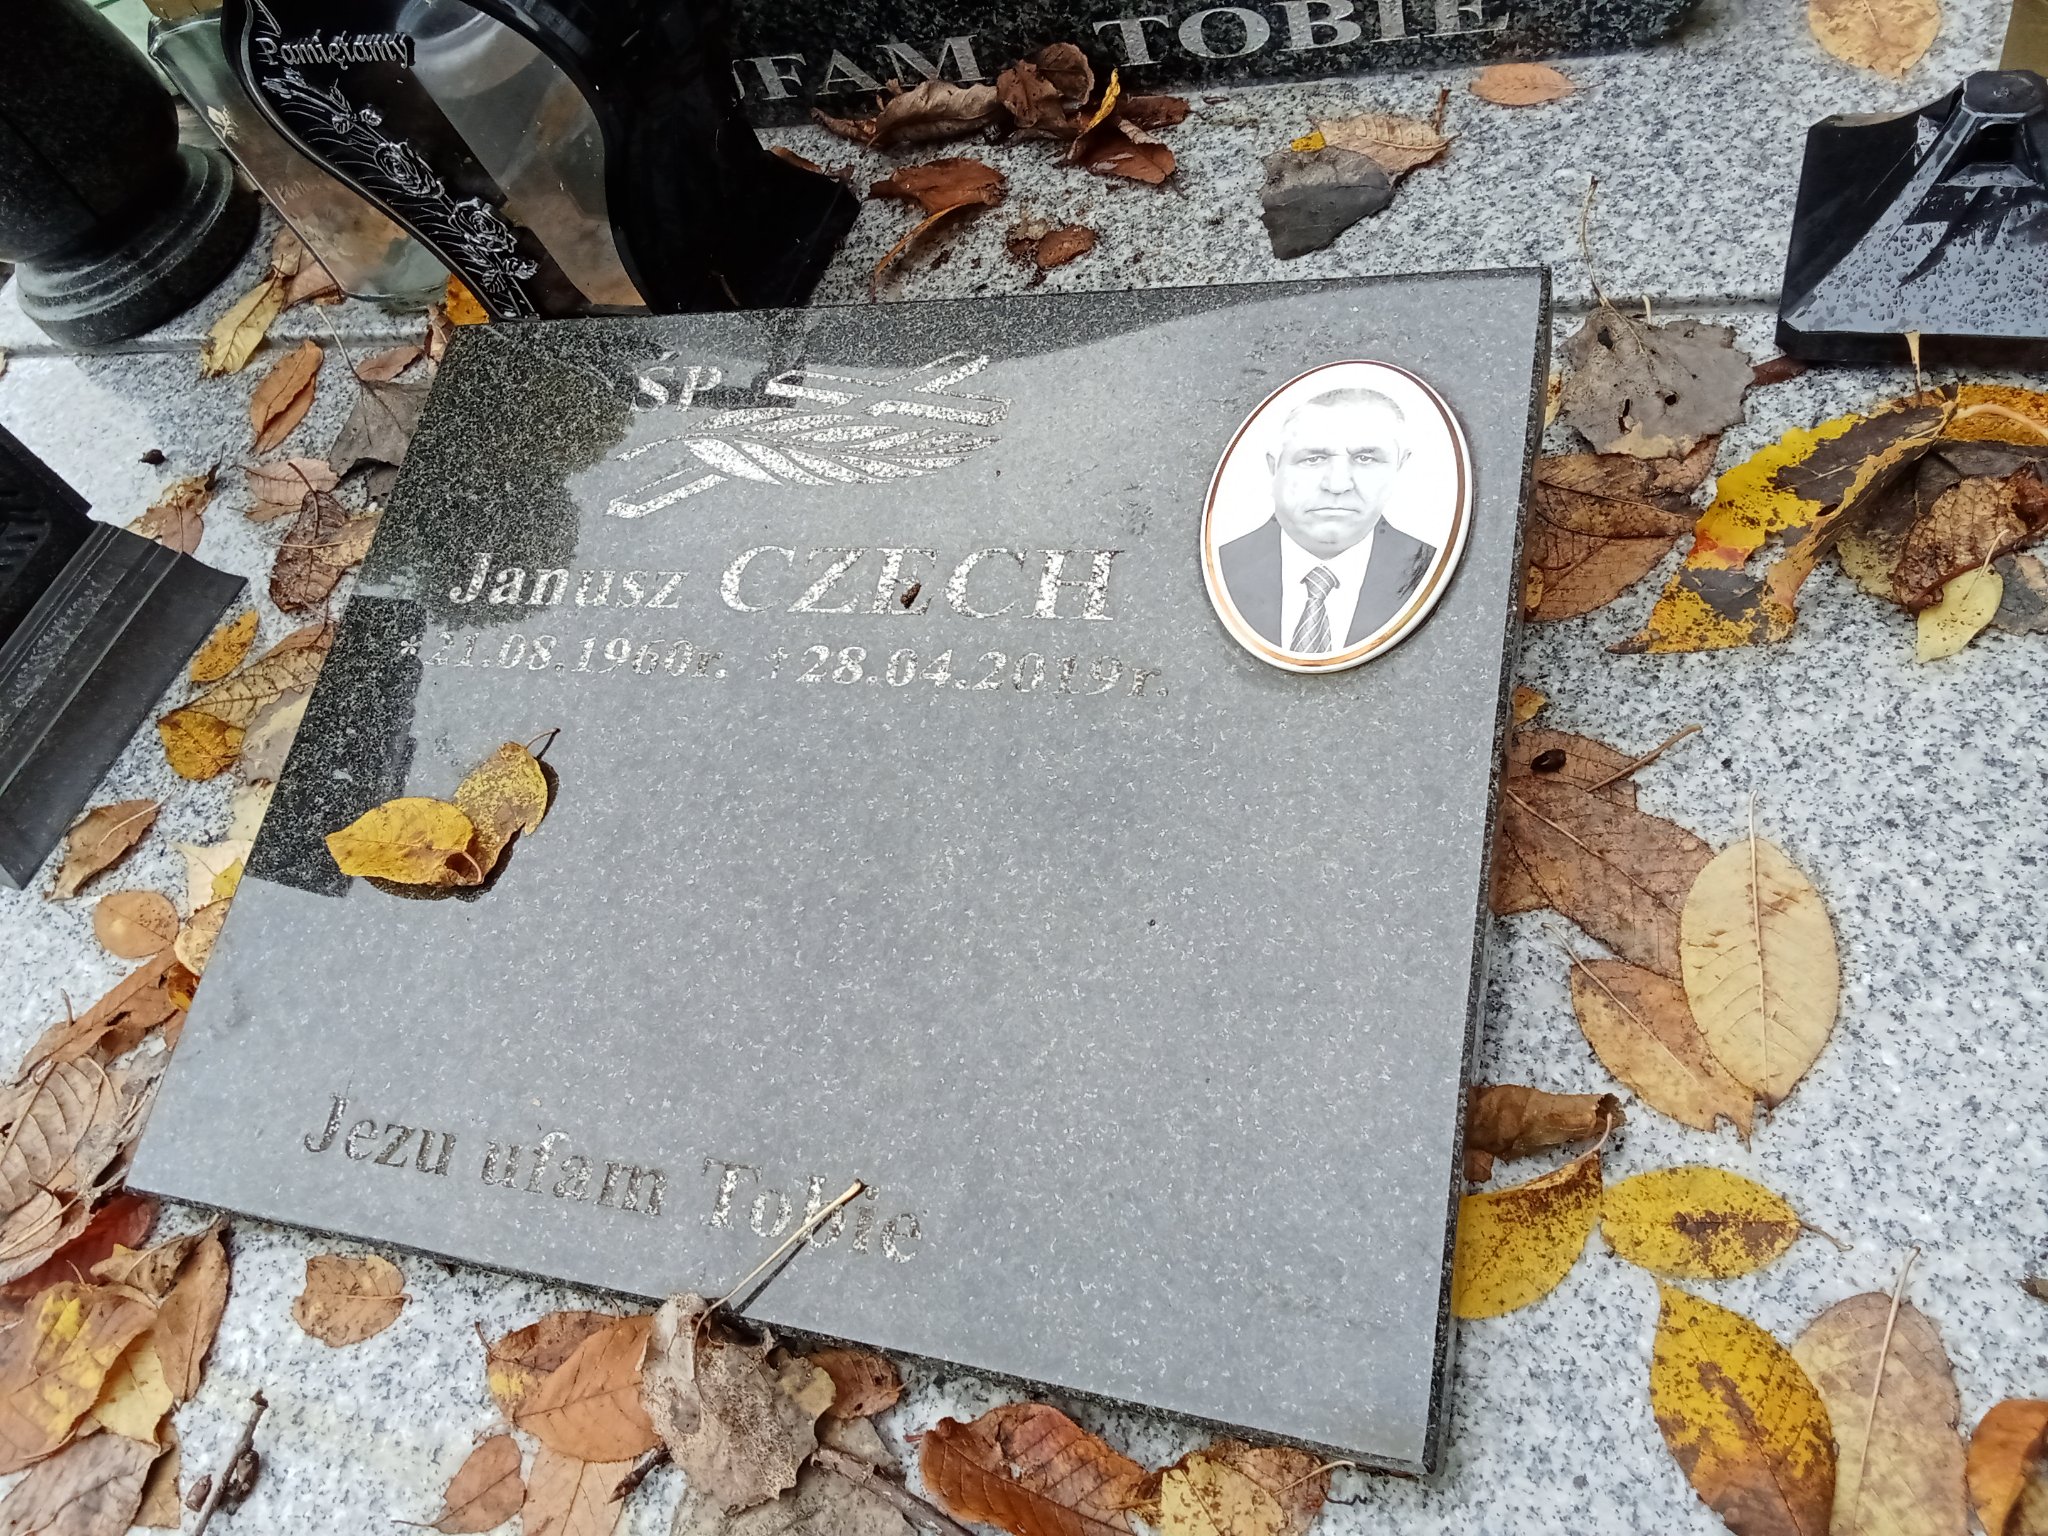 Pamiętamy
UFAM TOBIE
ŚP.
Janusz CZECH
*21.08.1960r. †28.04.2019r.
Jezu ufam Tobie